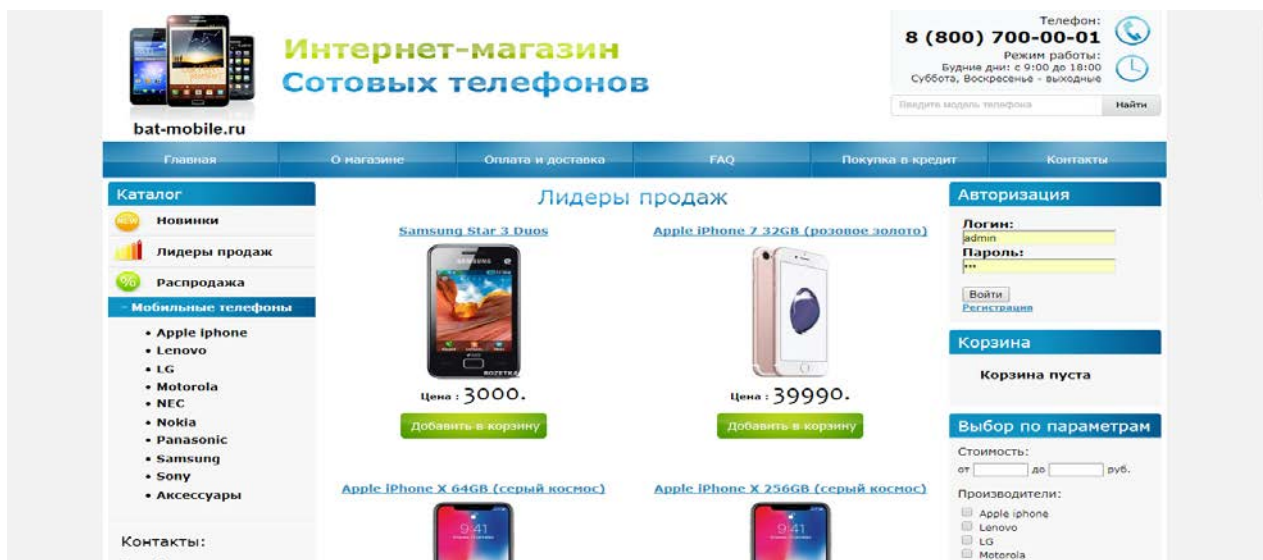 Интернет-магазин
Сотовых телефонов
bat-mobile.ru
Телефон:
8 (800) 700-00-01
Режим работы:
Будние дни: с 9:00 до 18:00
Суббота, Воскресенье - выходные
Введите модель телефона
Найти
Главная
О магазине
Оплата и доставка
FAQ
Покупка в кредит
Контакты
Каталог
NEW Новинки
Лидеры продаж
% Распродажа
- Мобильные телефоны
• Apple iphone
• Lenovo
• LG
• Motorola
• NEC
• Nokia
• Panasonic
• Samsung
• Sony
• Аксессуары
Контакты:
Лидеры продаж
Samsung Star 3 Duos
SAMSUNG
ROZETKA
Цена : 3000.
Добавить в корзину
Apple iPhone 7 32GB (розовое золото)
Цена : 39990.
Добавить в корзину
Apple iPhone X 64GB (серый космос)
9:41
Apple iPhone X 256GB (серый космос)
9:41
Авторизация
Логин:
admin
Пароль:
•••
Войти
Регистрация
Корзина
Корзина пуста
Выбор по параметрам
Стоимость:
от до руб.
Производители:
Apple iphone
Lenovo
LG
Motorola